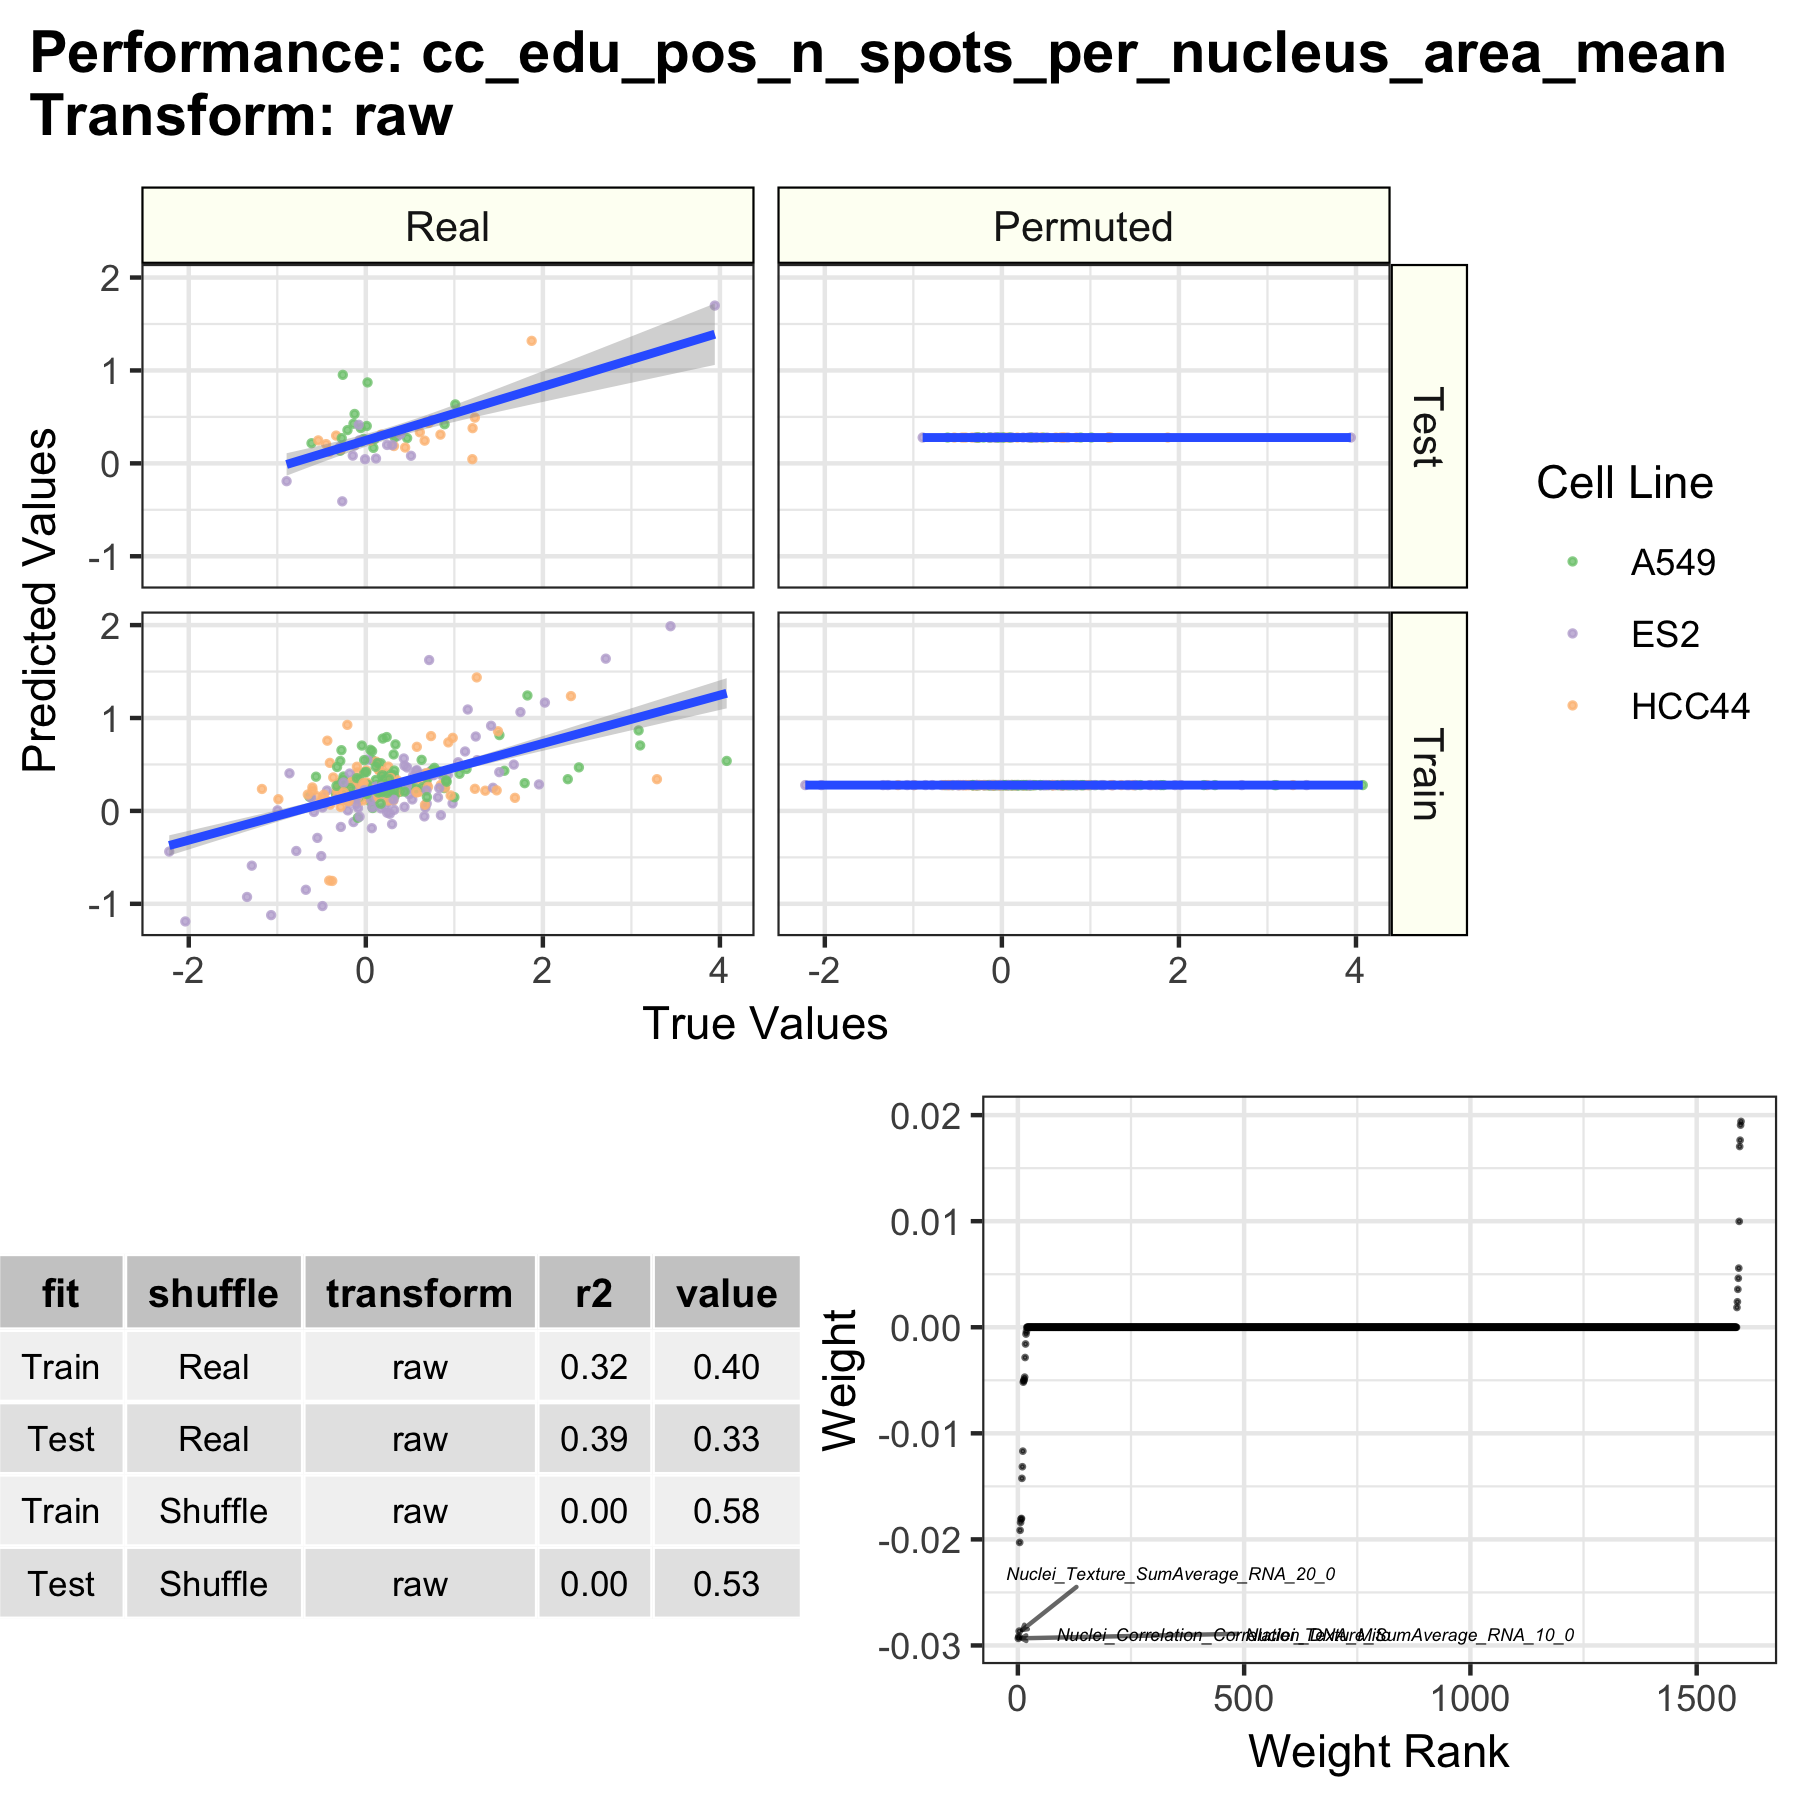 Performance: cc_edu_pos_n_spots_per_nucleus_area_mean
Transform: raw
Real
Permuted
Predicted Values
2
1
0
-1
Test
2
1
0
-1
Train
-2 0 2 4
-2 0 2 4
True Values
Cell Line
A549
ES2
HCC44
fit shuffle transform r2 value
Train Real raw 0.32 0.40
Test Real raw 0.39 0.33
Train Shuffle raw 0.00 0.58
Test Shuffle raw 0.00 0.53
Weight
0.02
0.01
0.00
-0.01
-0.02
-0.03
Nuclei_Texture_SumAverage_RNA_20_0
Nuclei_Correlation_Correlation_DNA_Mito
Nuclei_Texture_SumAverage_RNA_10_0
0 500 1000 1500
Weight Rank